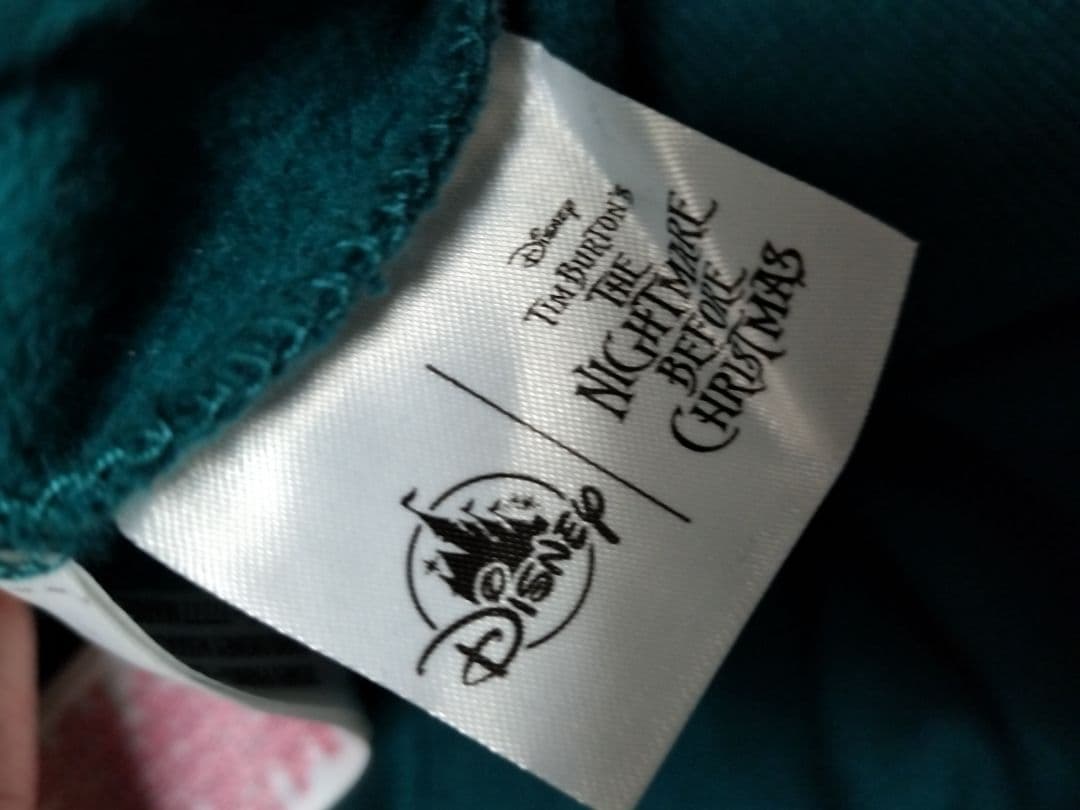 Disney
Tim Burton's
The
Nightmare
Before
Christmas
Disney